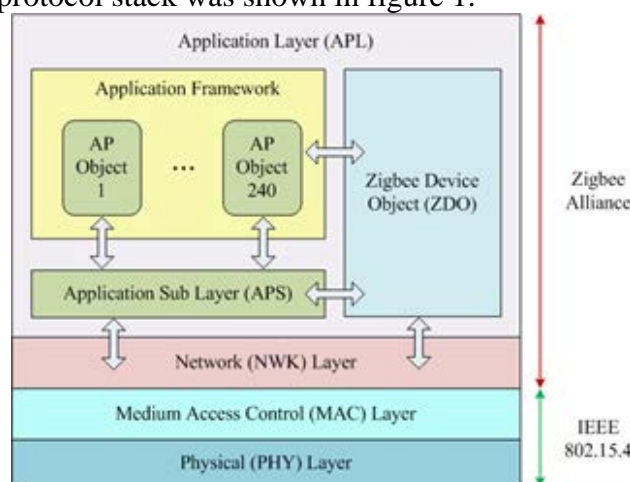 protocol stack was shown in figure 1.
Application Layer (APL)
Application Framework
AP
Object
1
...
AP
Object
240
Zigbee Device
Object (ZDO)
Zigbee
Alliance
Application Sub Layer (APS)
Network (NWK) Layer
Medium Access Control (MAC) Layer
IEEE
802.15.4
Physical (PHY) Layer